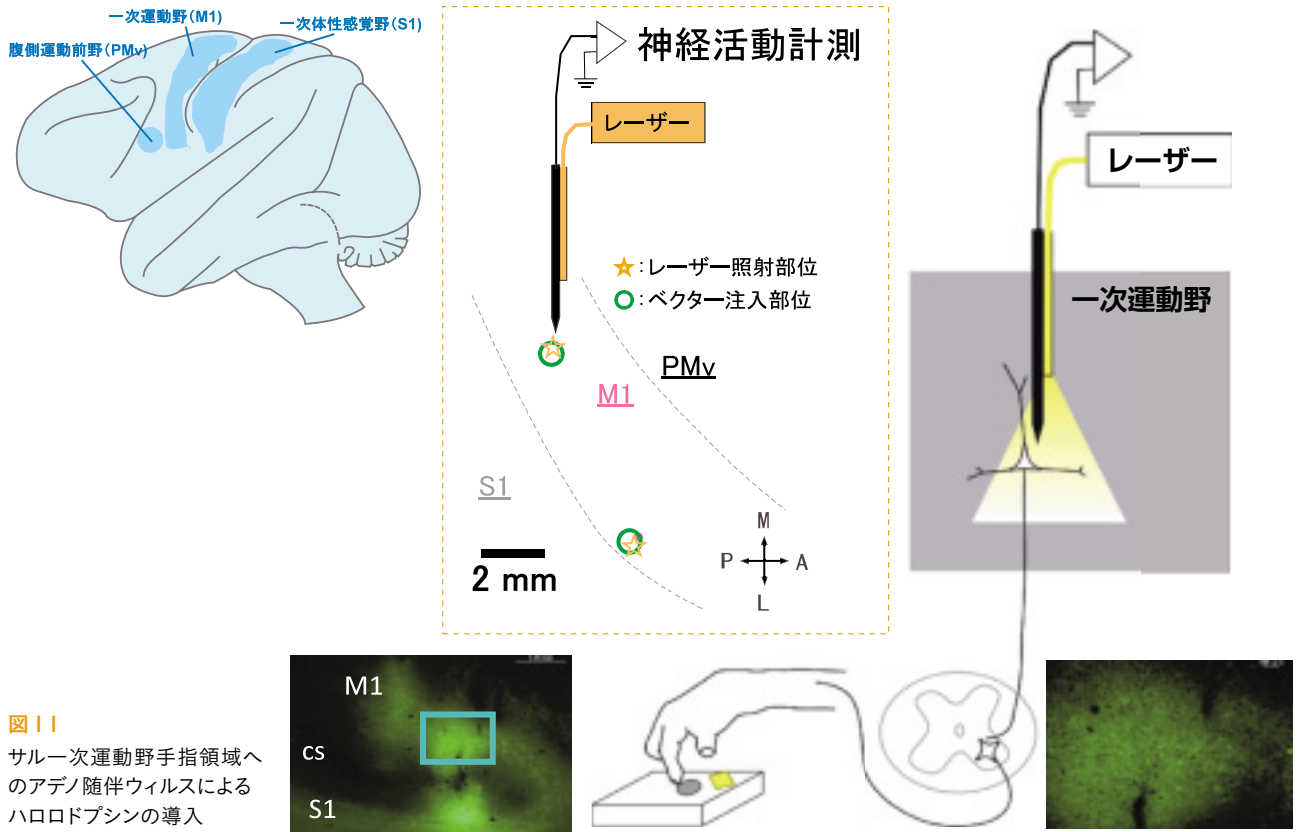 一次運動野(M1)
一次体性感覚野(S1)
腹側運動前野(PMv)
神経活動計測
レーザー
☆:レーザー照射部位
○:ベクター注入部位
PMv
M1
S1
2 mm
M
P
A
L
レーザー
一次運動野
M1
cs
S1
図11
サル一次運動野手指領域へ
のアデノ随伴ウィルスによる
ハロロドプシンの導入